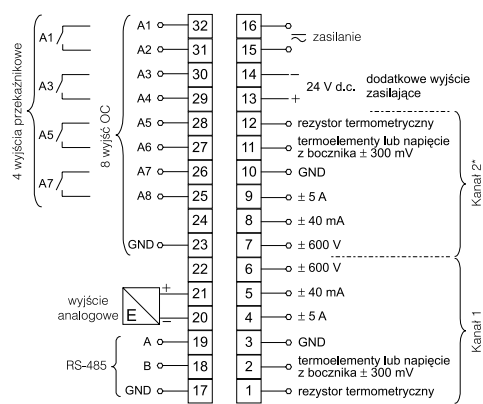 4 wyjścia przekaźnikowe
A1
A3
A5
A7
8 wyjść OC
A1 32
A2 31
A3 30
A4 29
A5 28
A6 27
A7 26
A8 25
24
GND 23
22
+ 21
wyjście
analogowe
E
– 20
RS-485
A 19
B 18
GND 17
16
zasilanie
15
14 –
24 V d.c.
dodatkowe wyjście
zasilające
13 +
12 rezystor termometryczny
11 termoelementy lub napięcie
z bocznika ± 300 mV
10 GND
9 ± 5 A
8 ± 40 mA
7 ± 600 V
Kanał 2*
6 ± 600 V
5 ± 40 mA
4 ± 5 A
3 GND
2 termoelementy lub napięcie
z bocznika ± 300 mV
1 rezystor termometryczny
Kanał 1